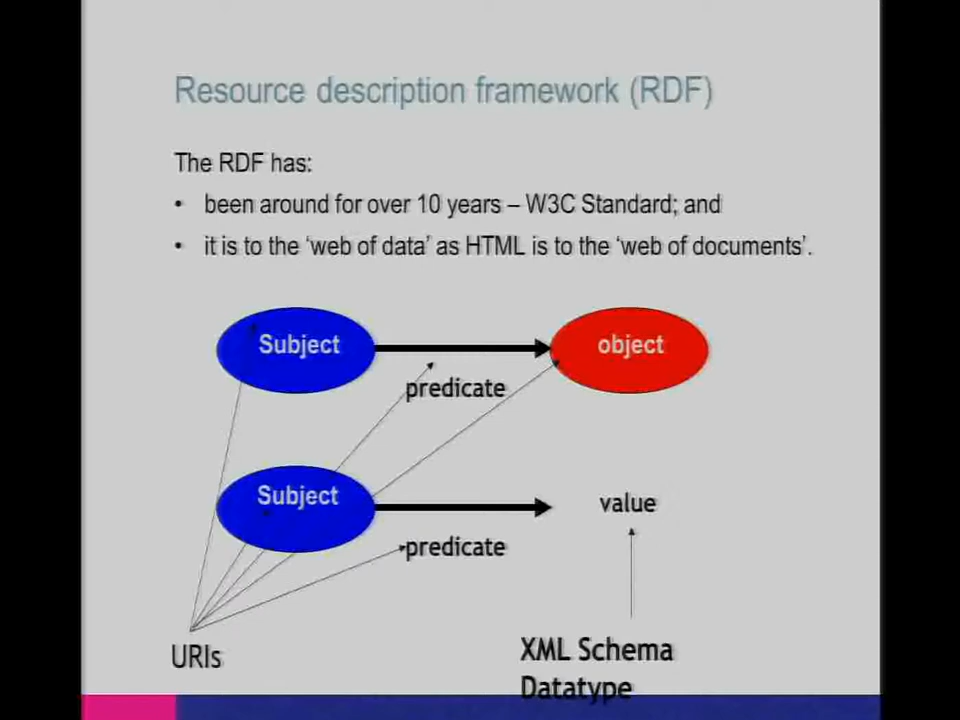 Resource description framework (RDF)
The RDF has:
• been around for over 10 years – W3C Standard; and
• it is to the ‘web of data’ as HTML is to the ‘web of documents’.
Subject
object
predicate
Subject
value
predicate
URIs
XML Schema
Datatype